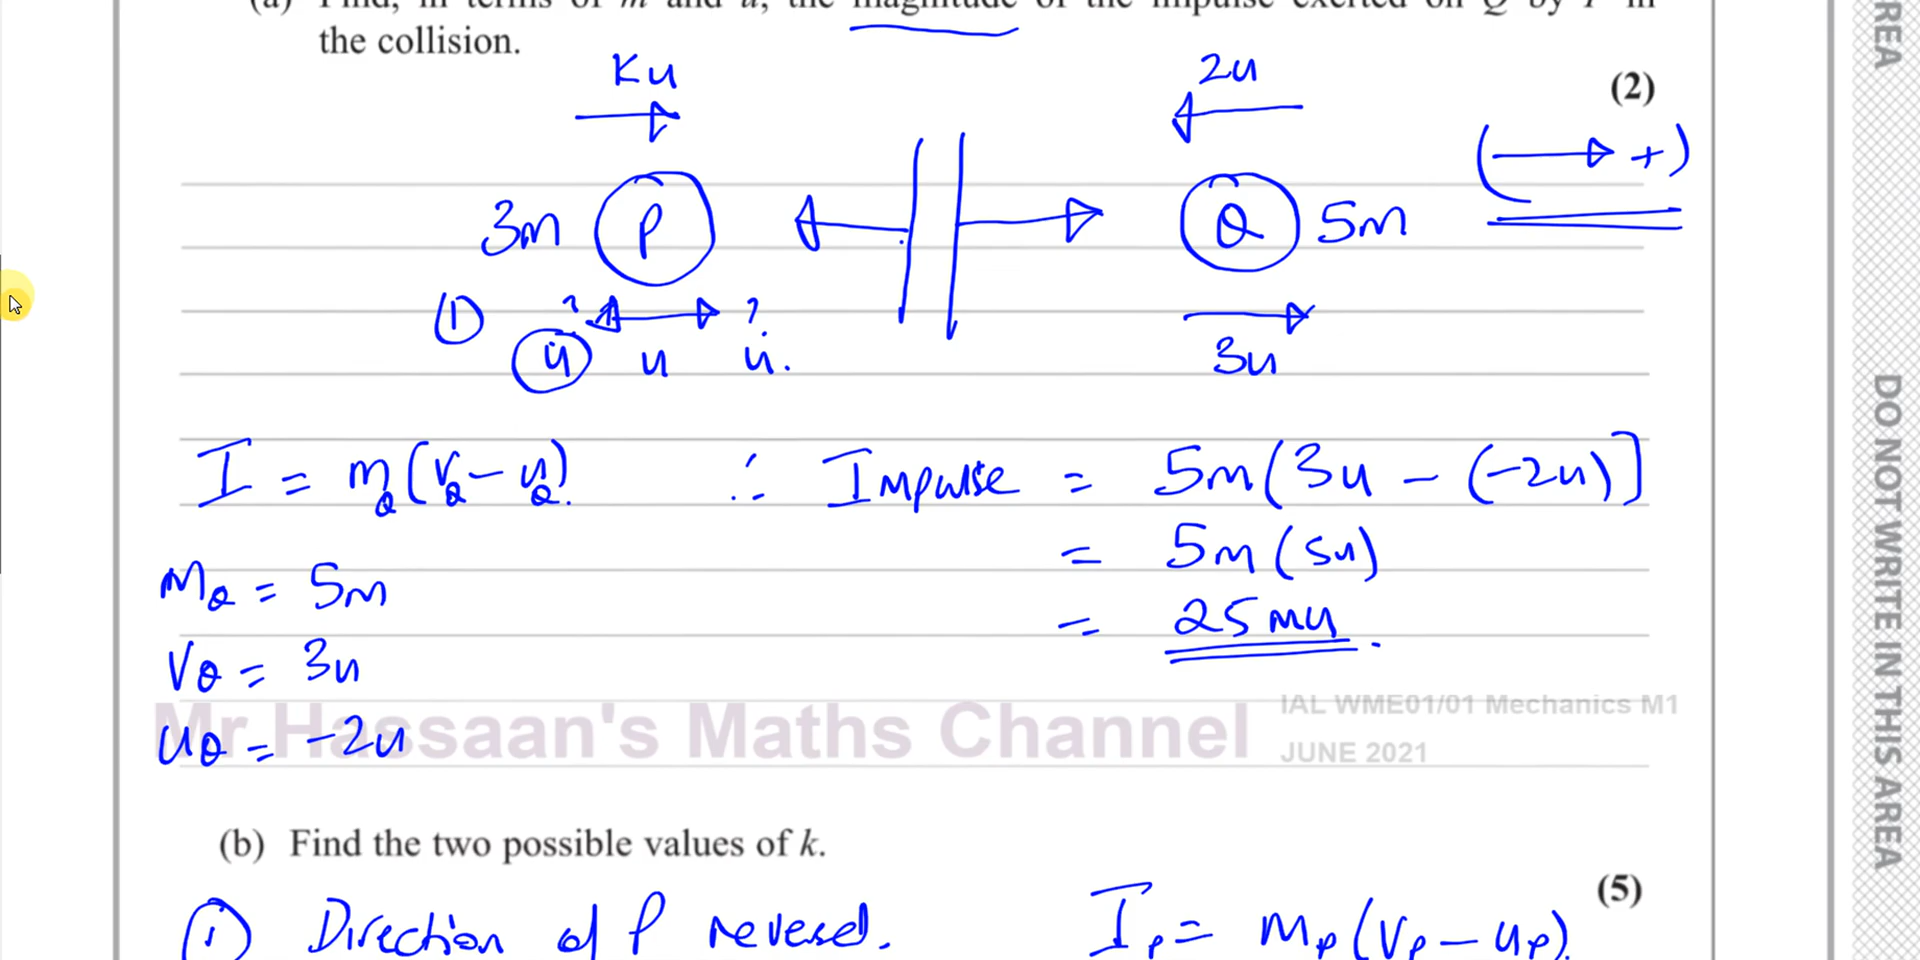 the collision.
(2)
Ku
2u
( → + )
3m P Q 5m
(1) ? ?
u u u.
3u
I = mQ(vQ - uQ) ∴ Impulse = 5m(3u - (-2u)]
= 5m(5u)
= 25mu.
MQ = 5m
VQ = 3u
UQ = -2u
Mr Hassaan's Maths Channel
IAL WME01/01 Mechanics M1
JUNE 2021
(b) Find the two possible values of k.
(5)
(i) Direction of P reversed. Ip = Mp(Vp - Up)
AREA
DO NOT WRITE IN THIS AREA